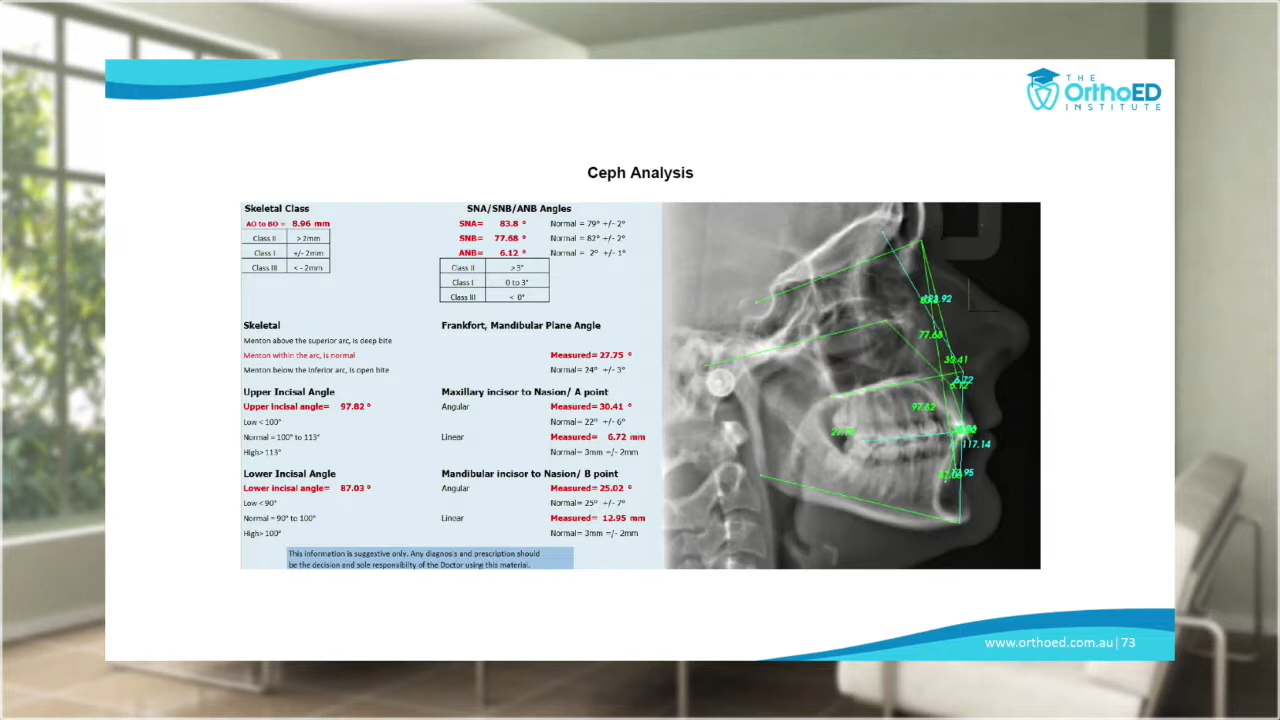 THE
OrthoED
INSTITUTE
Ceph Analysis
Skeletal Class
AO to BO = 8.96 mm
Class II > 2mm
Class I +/- 2mm
Class III < - 2mm
SNA/SNB/ANB Angles
SNA= 83.8 ° Normal = 79° +/- 2°
SNB= 77.68 ° Normal = 82° +/- 2°
ANB= 6.12 ° Normal = 2° +/- 1°
Class II > 3°
Class I 0 to 3°
Class III < 0°
Skeletal
Menton above the superior arc, is deep bite
Menton within the arc, is normal
Menton below the inferior arc, is open bite
Frankfort, Mandibular Plane Angle
Measured= 27.75 °
Normal= 24° +/- 3°
Upper Incisal Angle
Upper Incisal angle= 97.82 °
Low < 100°
Normal = 100° to 113°
High> 113°
Maxillary incisor to Nasion/ A point
Angular Measured= 30.41 °
Normal= 22° +/- 6°
Linear Measured= 6.72 mm
Normal= 3mm =/- 2mm
Lower Incisal Angle
Lower incisal angle= 87.03 °
Low < 90°
Normal = 90° to 100°
High> 100°
Mandibular incisor to Nasion/ B point
Angular Measured= 25.02 °
Normal= 25° +/- 7°
Linear Measured= 12.95 mm
Normal= 3mm =/- 2mm
This information is suggestive only. Any diagnosis and prescription should
be the decision and sole responsibilty of the Doctor using this material.
77.68
30.41
6.72
97.82
27.75
117.14
12.95
www.orthoed.com.au| 73